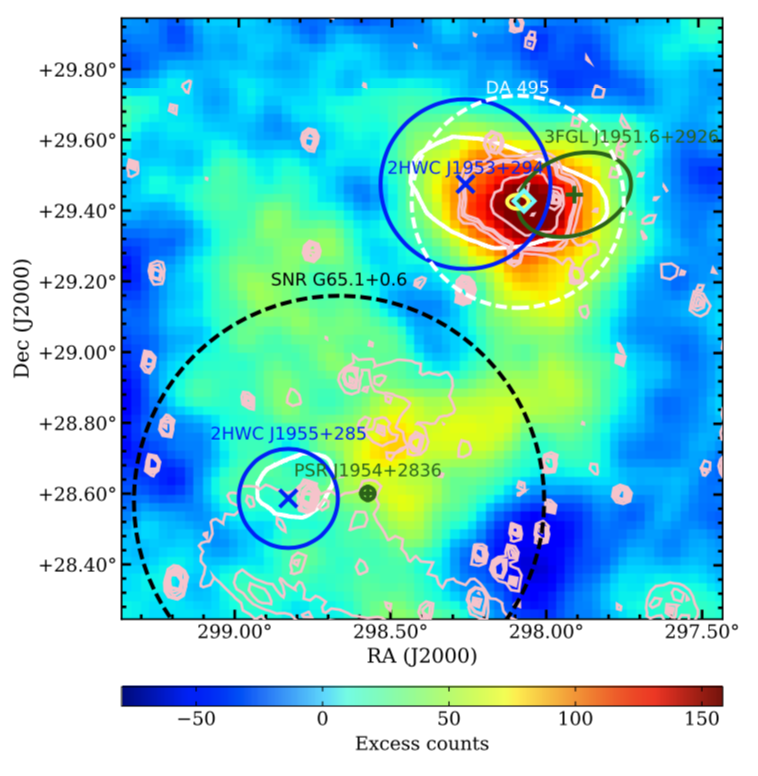 +29.80°
DA 495
+29.60°
3FGL J1951.6+2926
2HWC J1953+294
+29.40°
+29.20°
SNR G65.1+0.6
Dec (J2000)
+29.00°
+28.80°
2HWC J1955+285
PSR J1954+2836
+28.60°
+28.40°
299.00°
298.50°
298.00°
297.50°
RA (J2000)
−50
0
50
100
150
Excess counts